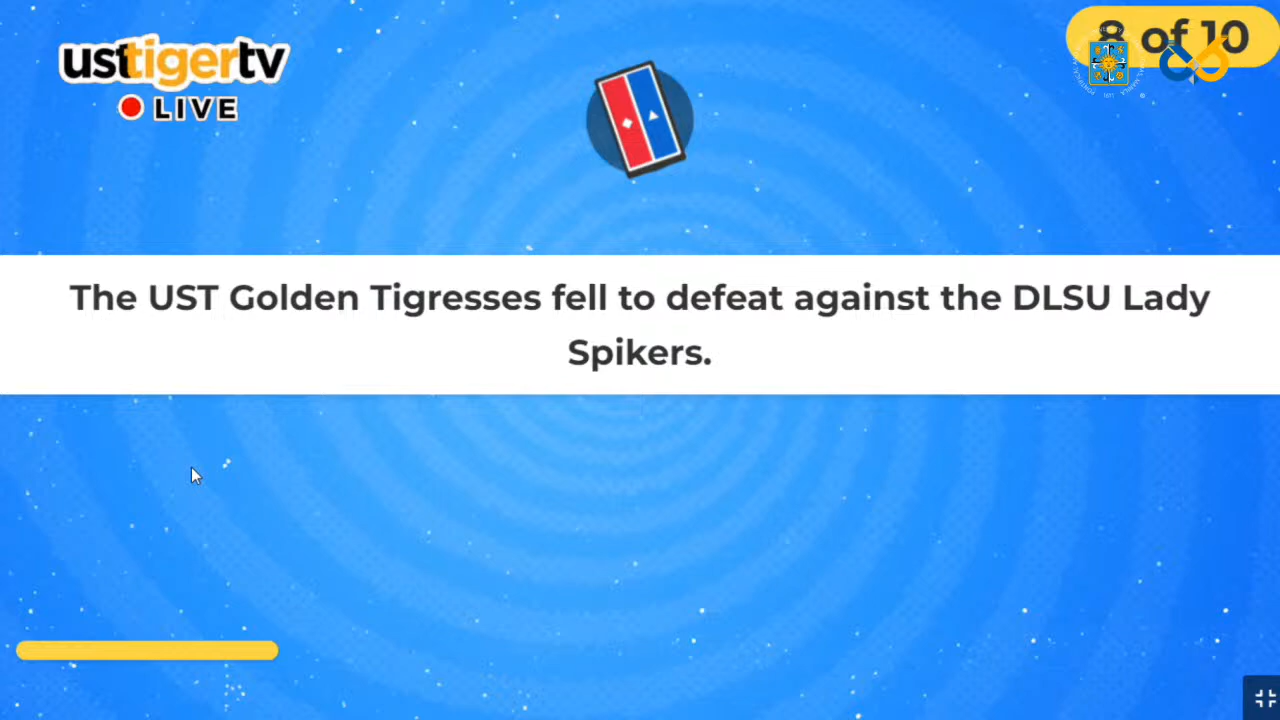 usttigertv
LIVE
8 of 10
The UST Golden Tigresses fell to defeat against the DLSU Lady
Spikers.